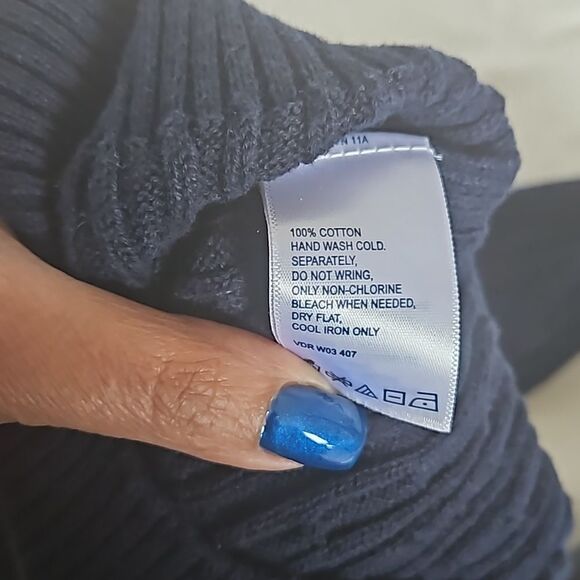 11A
100% COTTON
HAND WASH COLD.
SEPARATELY,
DO NOT WRING,
ONLY NON-CHLORINE
BLEACH WHEN NEEDED,
DRY FLAT,
COOL IRON ONLY
VDR W03 407